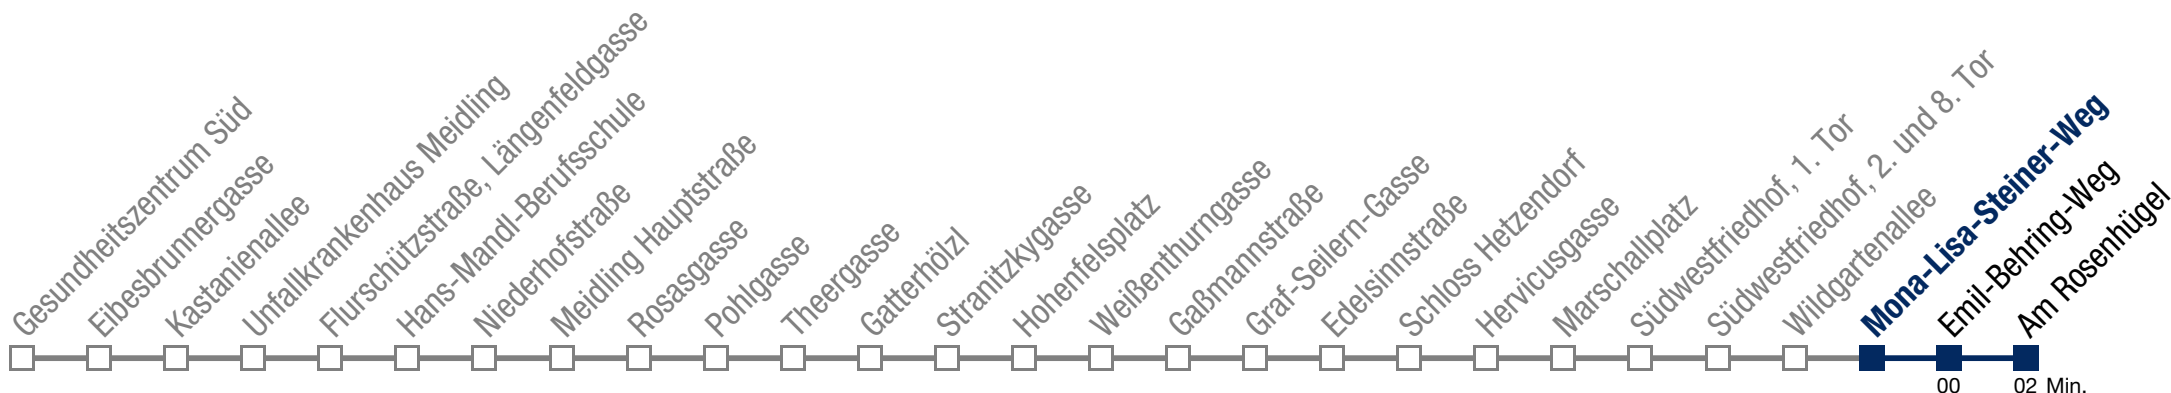 Gesundheitszentrum Süd
Eibesbrunnergasse
Kastanienallee
Unfallkrankenhaus Meidling
Flurschützstraße, Längenfeldgasse
Hans-Mandl-Berufsschule
Niederhofstraße
Meidling Hauptstraße
Rosasgasse
Pohlgasse
Theergasse
Gatterhölzl
Stranitzkygasse
Hohenfelsplatz
Weißenthurngasse
Gaßmannstraße
Graf-Seilern-Gasse
Edelsinnstraße
Schloss Hetzendorf
Hervicusgasse
Marschallplatz
Südwestfriedhof, 1. Tor
Südwestfriedhof, 2. und 8. Tor
Wildgartenallee
Mona-Lisa-Steiner-Weg
Emil-Behring-Weg
Am Rosenhügel
00 02 Min.